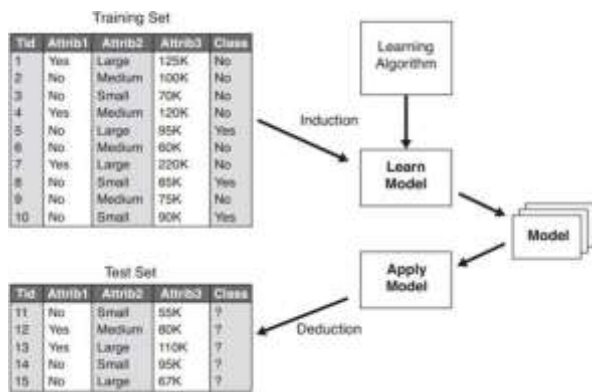 Training Set
Tid Attrib1 Attrib2 Attrib3 Class
1 Yes Large 125K No
2 No Medium 100K No
3 No Small 70K No
4 Yes Medium 120K No
5 No Large 95K Yes
6 No Medium 60K No
7 Yes Large 220K No
8 No Small 85K Yes
9 No Medium 75K No
10 No Small 90K Yes
Learning
Algorithm
Induction
Learn
Model
Model
Apply
Model
Deduction
Test Set
Tid Attrib1 Attrib2 Attrib3 Class
11 No Small 55K ?
12 Yes Medium 80K ?
13 Yes Large 110K ?
14 No Small 95K ?
15 No Large 67K ?